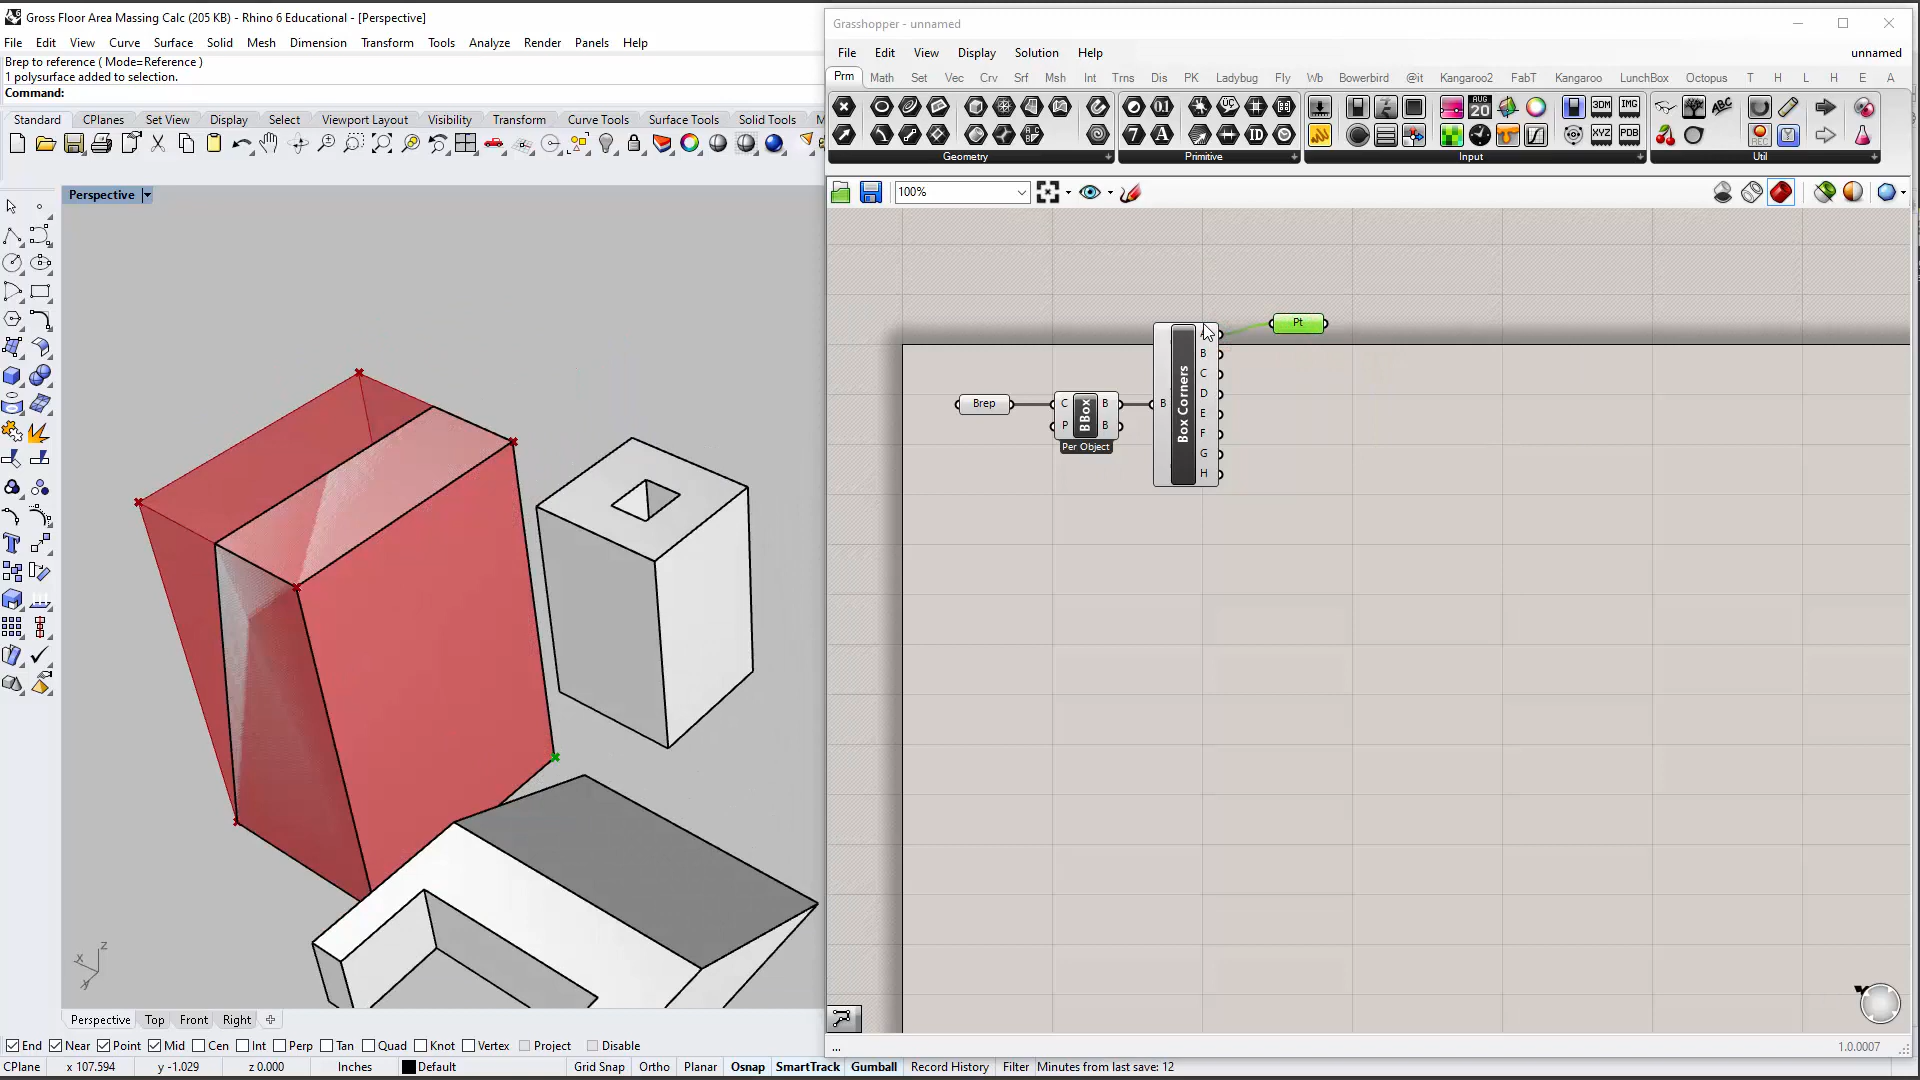 Gross Floor Area Massing Calc (205 KB) - Rhino 6 Educational - [Perspective]
File Edit View Curve Surface Solid Mesh Dimension Transform Tools Analyze Render Panels Help
Brep to reference ( Mode=Reference )
1 polysurface added to selection.
Command:
Standard CPlanes Set View Display Select Viewport Layout Visibility Transform Curve Tools Surface Tools Solid Tools M
Perspective
z
x
y
Perspective Top Front Right
End Near Point Mid Cen Int Perp Tan Quad Knot Vertex Project Disable
CPlane x 107.594 y -1.029 z 0.000 Inches Default Grid Snap Ortho Planar Osnap SmartTrack Gumball Record History Filter Minutes from last save: 12
Grasshopper - unnamed
File Edit View Display Solution Help unnamed
Prm Math Set Vec Crv Srf Msh Int Trns Dis PK Ladybug Fly Wb Bowerbird @it Kangaroo2 FabT Kangaroo LunchBox Octopus T H L H E A
Geometry Primitive Input Util
100%
Pt
Brep
C P BBox B B
Per Object
B Box Corners
B
C
D
E
F
G
H
...
1.0.0007